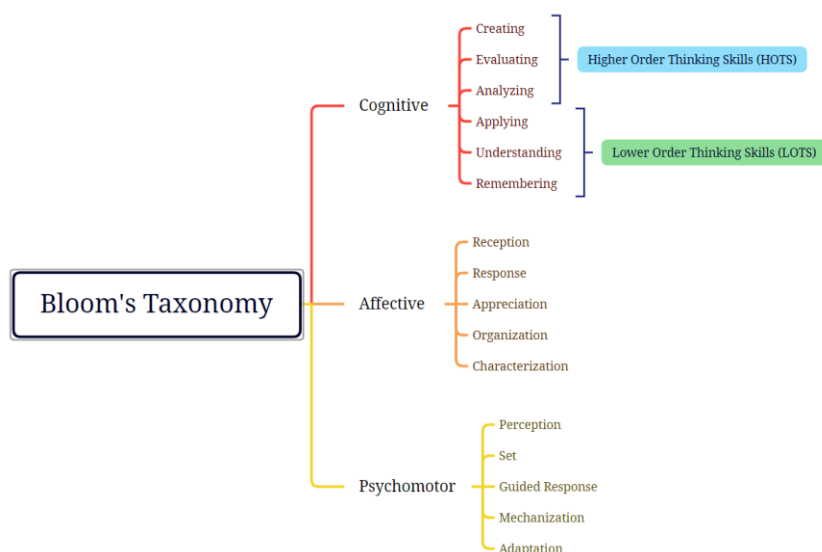 Bloom's Taxonomy
Cognitive
Creating
Evaluating
Analyzing
Higher Order Thinking Skills (HOTS)
Applying
Understanding
Remembering
Lower Order Thinking Skills (LOTS)
Affective
Reception
Response
Appreciation
Organization
Characterization
Psychomotor
Perception
Set
Guided Response
Mechanization
Adaptation